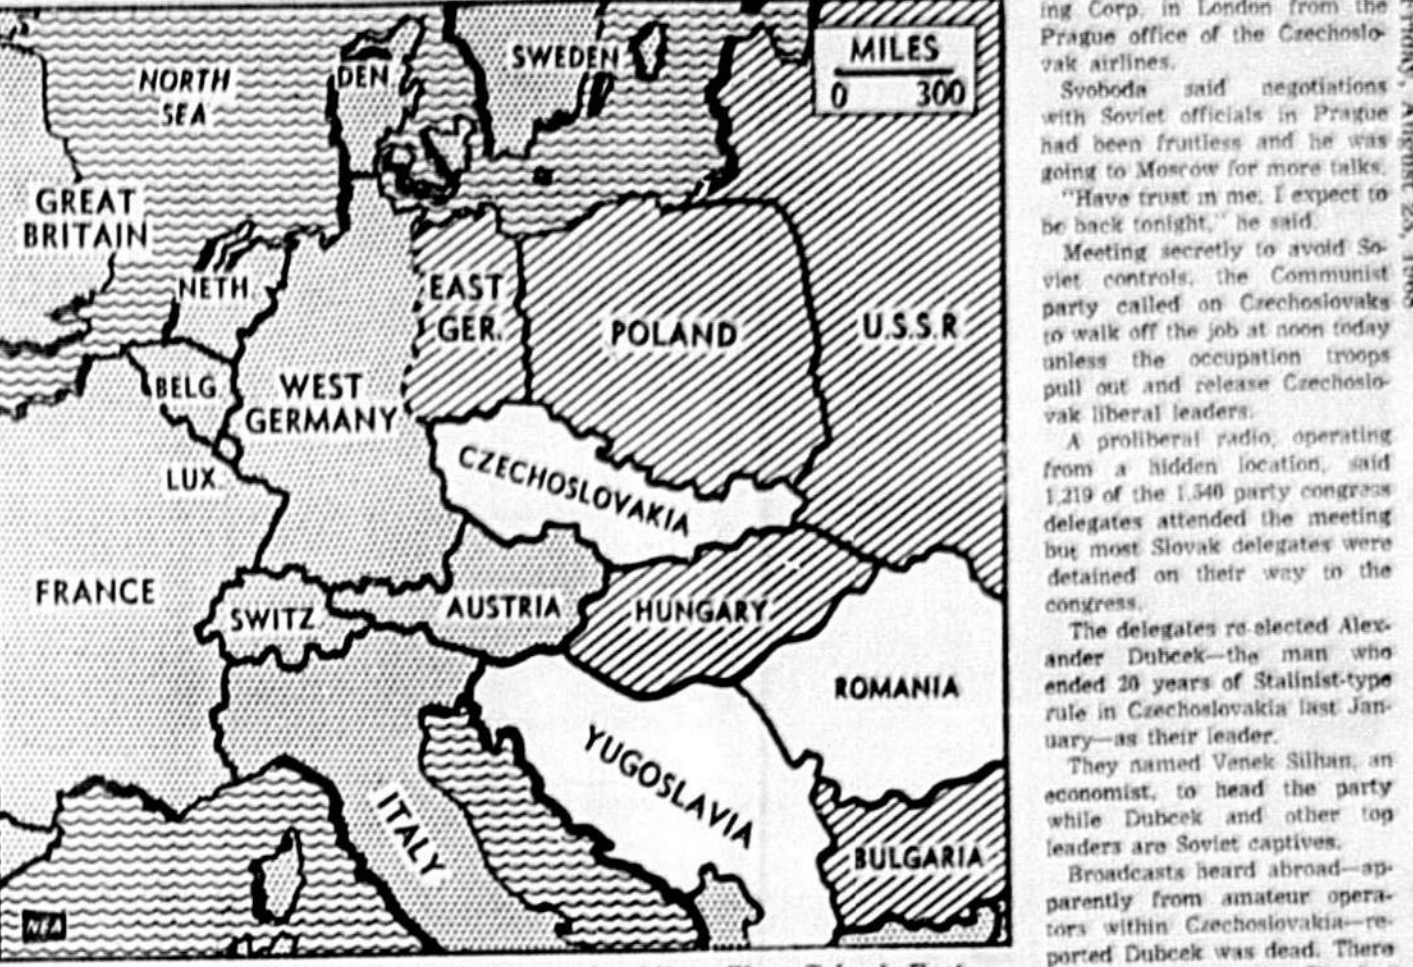 NORTH
SEA
DEN
SWEDEN
MILES
0 300
GREAT
BRITAIN
NETH.
EAST
GER.
POLAND
U.S.S.R
BELG
WEST
GERMANY
LUX.
CZECHOSLOVAKIA
FRANCE
SWITZ
AUSTRIA
HUNGARY
ROMANIA
YUGOSLAVIA
ITALY
BULGARIA
NEA
ing Corp. in London from the
Prague office of the Czechoslo-
vak airlines.
Svoboda said negotiations
with Soviet officials in Prague
had been fruitless and he was
going to Moscow for more talks.
"Have trust in me; I expect to
be back tonight," he said.
Meeting secretly to avoid So-
viet controls, the Communist
party called on Czechoslovaks
to walk off the job at noon today
unless the occupation troops
pull out and release Czechoslo-
vak liberal leaders.
A proliberal radio, operating
from a hidden location, said
1,219 of the 1,540 party congress
delegates attended the meeting
but most Slovak delegates were
detained on their way to the
congress.
The delegates re-elected Alex-
ander Dubcek—the man who
ended 20 years of Stalinist-type
rule in Czechoslovakia last Jan-
uary—as their leader.
They named Venek Silhan, an
economist, to head the party
while Dubcek and other top
leaders are Soviet captives.
Broadcasts heard abroad—ap-
parently from amateur opera-
tors within Czechoslovakia—re-
ported Dubcek was dead. There
August 23, 1968